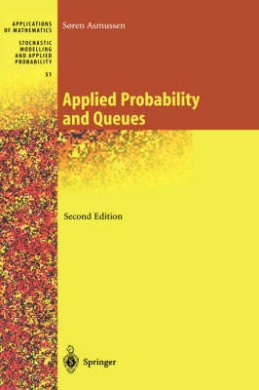 APPLICATIONS OF MATHEMATICS
STOCHASTIC MODELLING AND APPLIED PROBABILITY
51
Søren Asmussen
Applied Probability and Queues
Second Edition
Springer